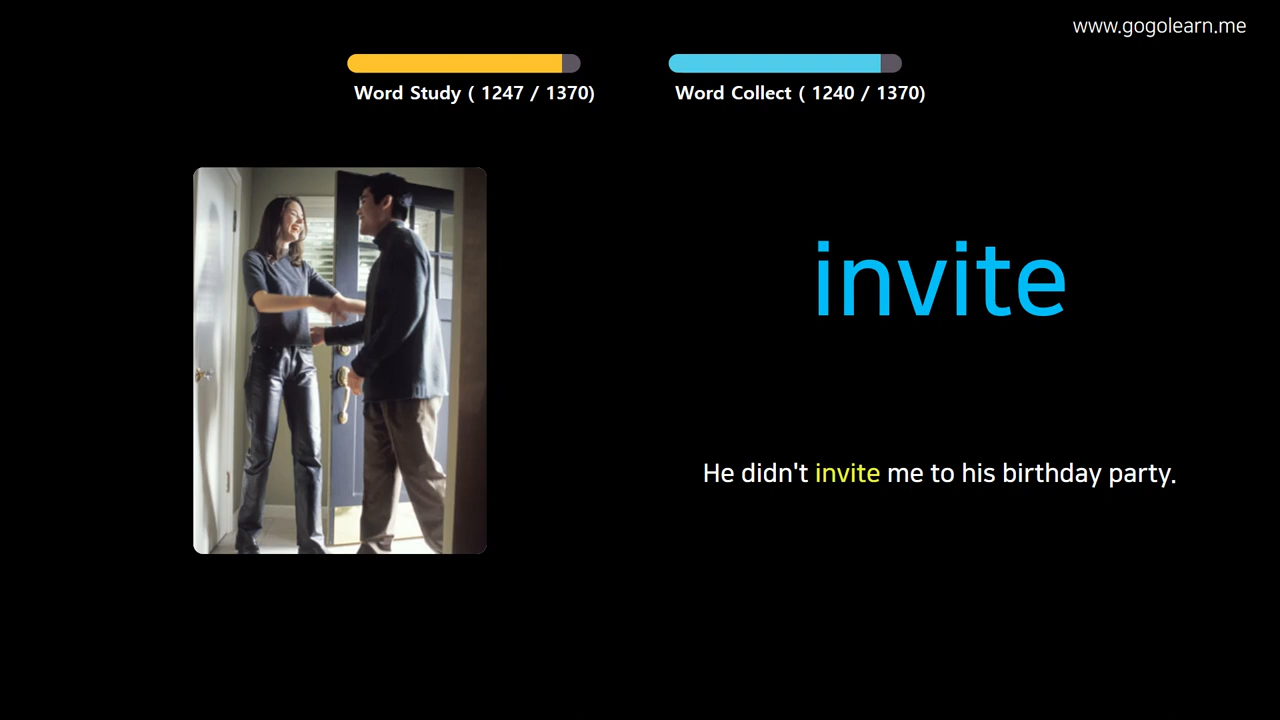 www.gogolearn.me
Word Study ( 1247 / 1370)
Word Collect ( 1240 / 1370)
invite
He didn't invite me to his birthday party.